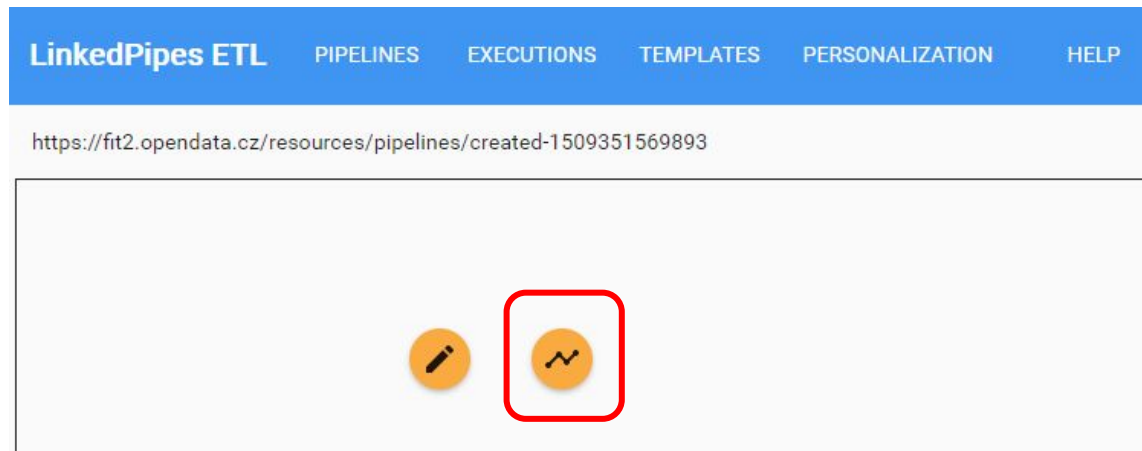 LinkedPipes ETL PIPELINES EXECUTIONS TEMPLATES PERSONALIZATION HELP
https://fit2.opendata.cz/resources/pipelines/created-1509351569893